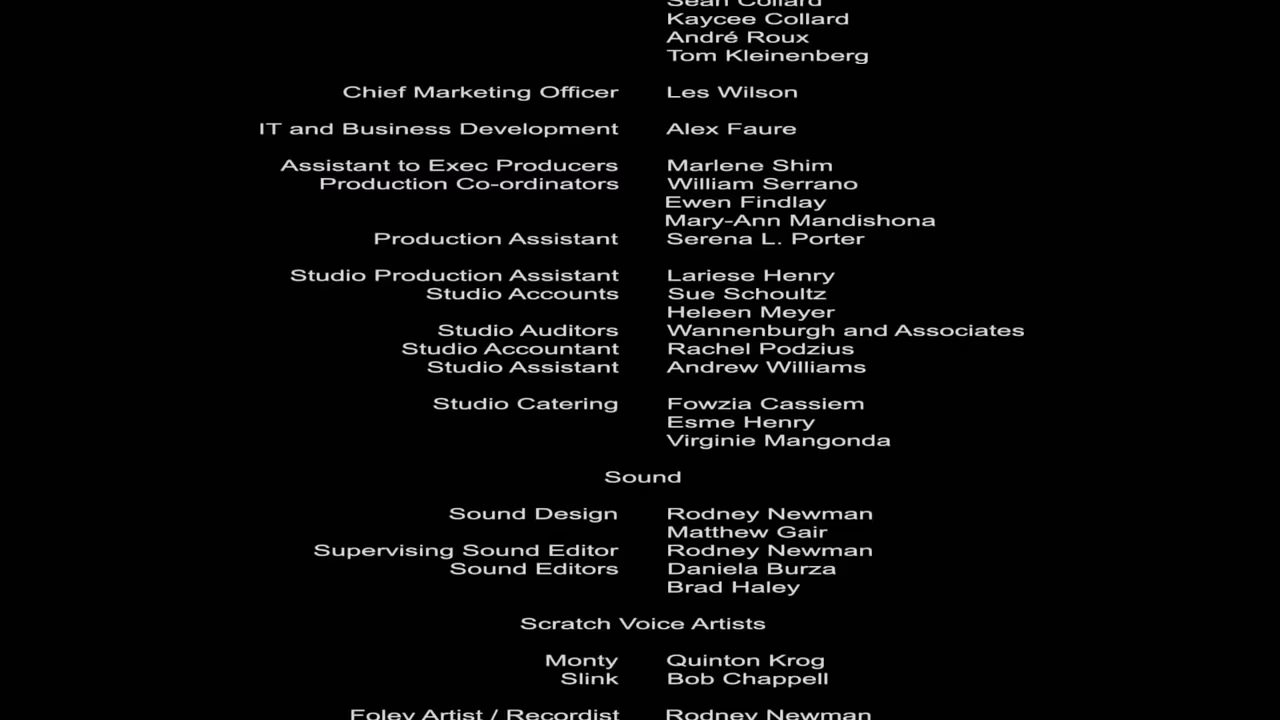 Sean Collard
Kaycee Collard
André Roux
Tom Kleinenberg
Chief Marketing Officer Les Wilson
IT and Business Development Alex Faure
Assistant to Exec Producers Marlene Shim
Production Co-ordinators William Serrano
Ewen Findlay
Mary-Ann Mandishona
Production Assistant Serena L. Porter
Studio Production Assistant Lariese Henry
Studio Accounts Sue Schoultz
Heleen Meyer
Studio Auditors Wannenburgh and Associates
Studio Accountant Rachel Podzius
Studio Assistant Andrew Williams
Studio Catering Fowzia Cassiem
Esme Henry
Virginie Mangonda
Sound
Sound Design Rodney Newman
Matthew Gair
Supervising Sound Editor Rodney Newman
Sound Editors Daniela Burza
Brad Haley
Scratch Voice Artists
Monty Quinton Krog
Slink Bob Chappell
Foley Artist / Recordist Rodney Newman